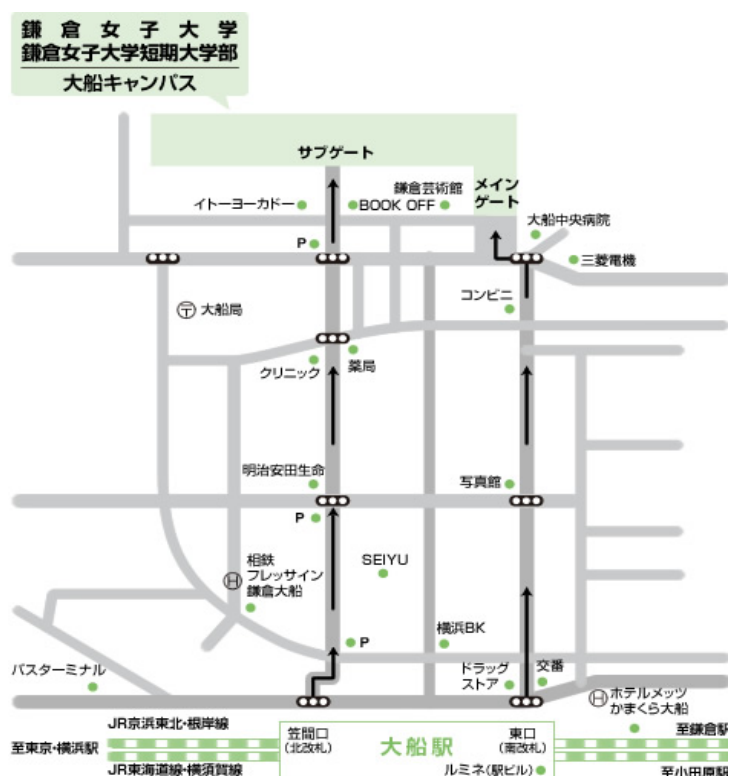 鎌倉女子大学
鎌倉女子大学短期大学部
大船キャンパス
サブゲート
イトーヨーカドー
BOOK OFF
鎌倉芸術館
メイン
ゲート
大船中央病院
P
三菱電機
コンビニ
〒 大船局
クリニック
薬局
明治安田生命
写真館
P
相鉄
フレッサイン
鎌倉大船
H
SEIYU
横浜BK
P
バスターミナル
ドラッグ
ストア
交番
H
ホテルメッツ
かまくら大船
JR京浜東北・根岸線
至東京・横浜駅
JR東海道線・横須賀線
笠間口
(北改札)
大船駅
東口
(南改札)
ルミネ(駅ビル)
至鎌倉駅
至小田原駅